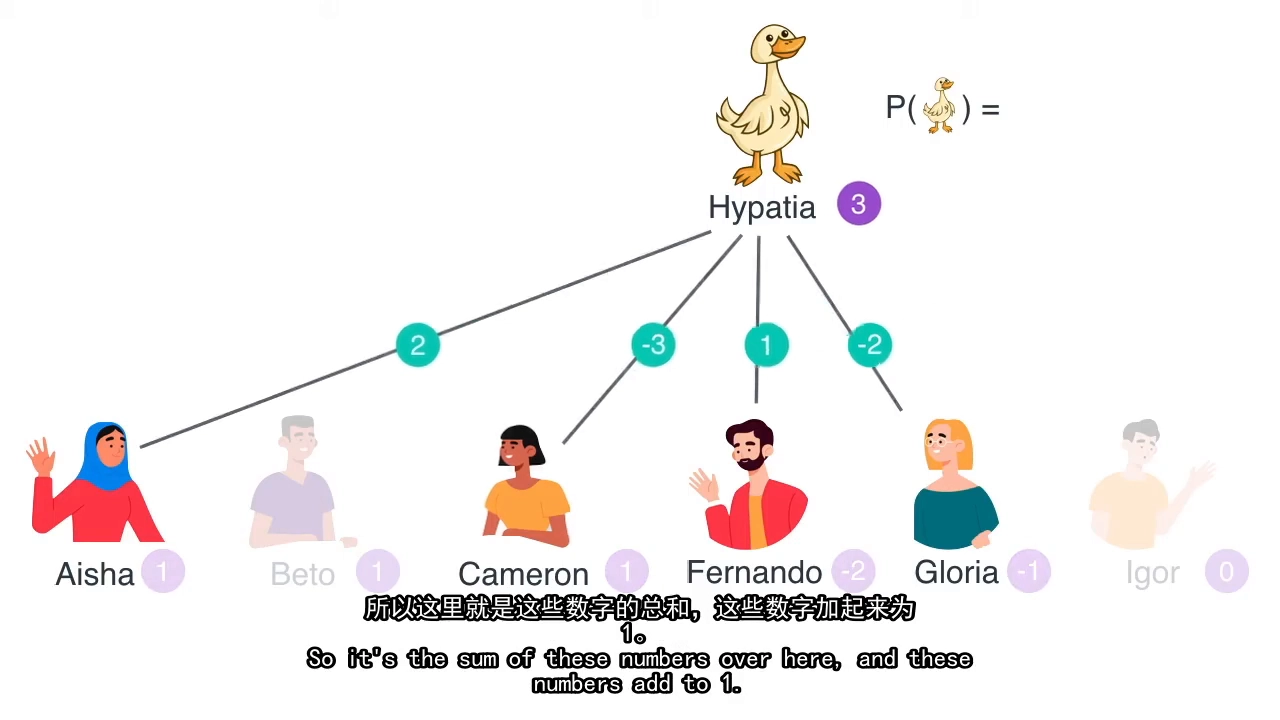 P( ) =
Hypatia 3
2 -3 1 -2
Aisha 1 Beto 1 Cameron 1 Fernando -2 Gloria -1 Igor 0
所以这里就是这些数字的总和，这些数字加起来为
1。
So it's the sum of these numbers over here, and these
numbers add to 1.